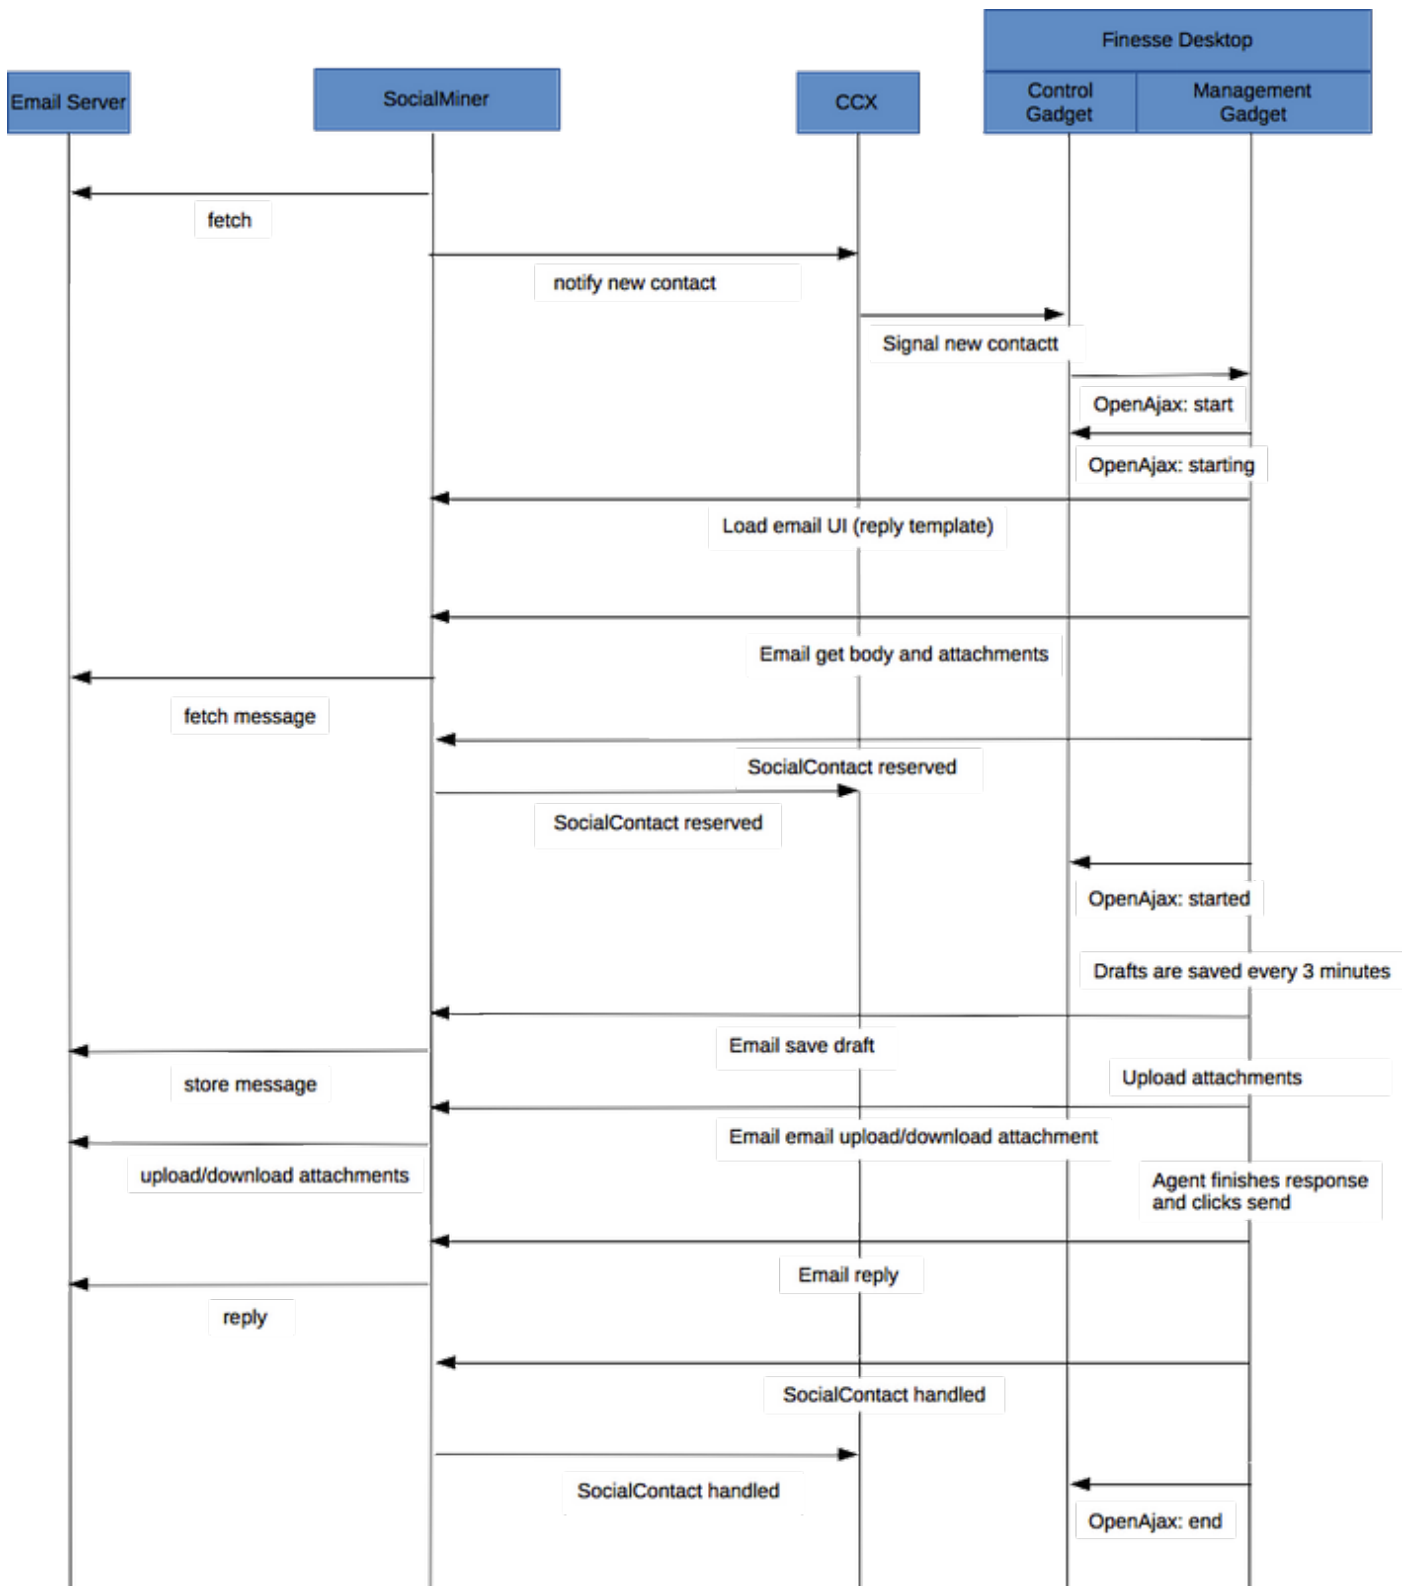 Finesse Desktop
Email Server
SocialMiner
CCX
Control
Gadget
Management
Gadget
fetch
notify new contact
Signal new contactt
OpenAjax: start
OpenAjax: starting
Load email UI (reply template)
Email get body and attachments
fetch message
SocialContact reserved
SocialContact reserved
OpenAjax: started
Drafts are saved every 3 minutes
Email save draft
store message
Upload attachments
Email email upload/download attachment
upload/download attachments
Agent finishes response
and clicks send
Email reply
reply
SocialContact handled
SocialContact handled
OpenAjax: end